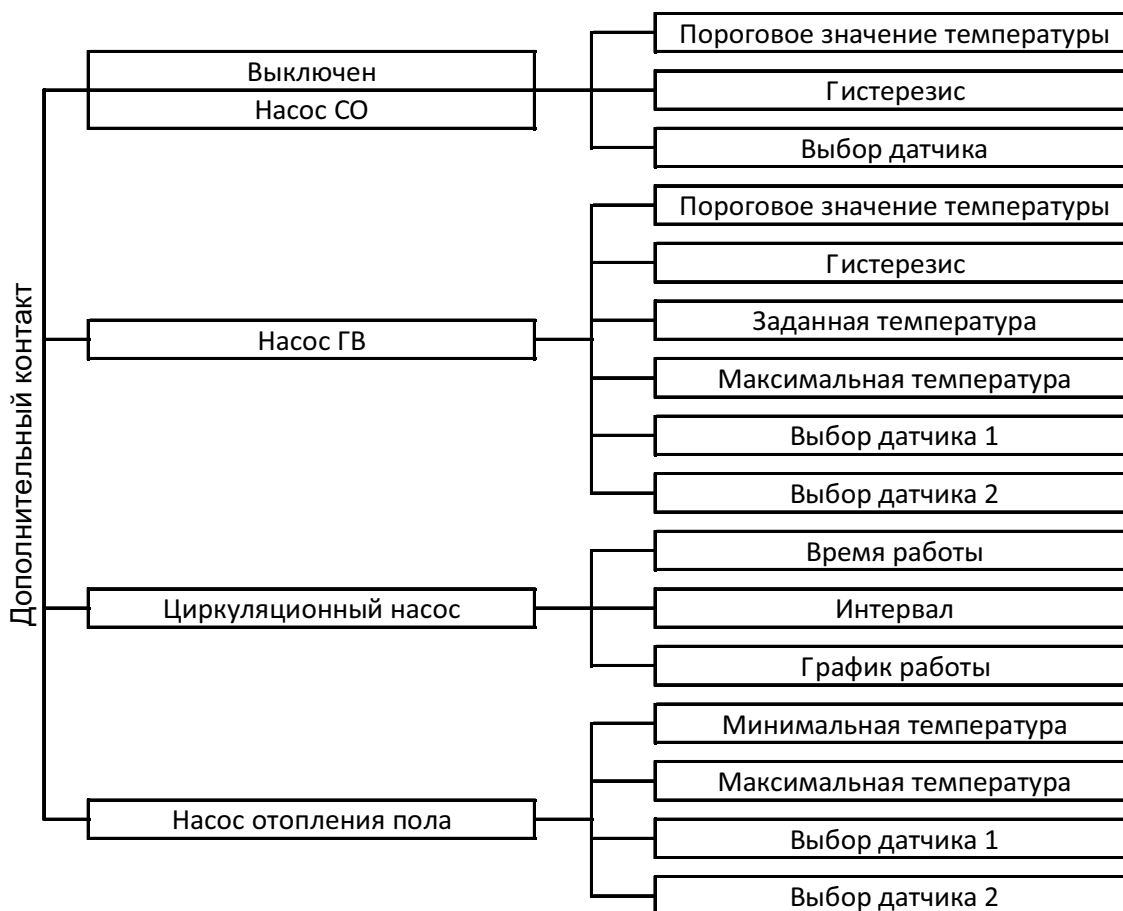 Дополнительный контакт
Выключен
Насос СО
Пороговое значение температуры
Гистерезис
Выбор датчика
Насос ГВ
Пороговое значение температуры
Гистерезис
Заданная температура
Максимальная температура
Выбор датчика 1
Выбор датчика 2
Циркуляционный насос
Время работы
Интервал
График работы
Насос отопления пола
Минимальная температура
Максимальная температура
Выбор датчика 1
Выбор датчика 2